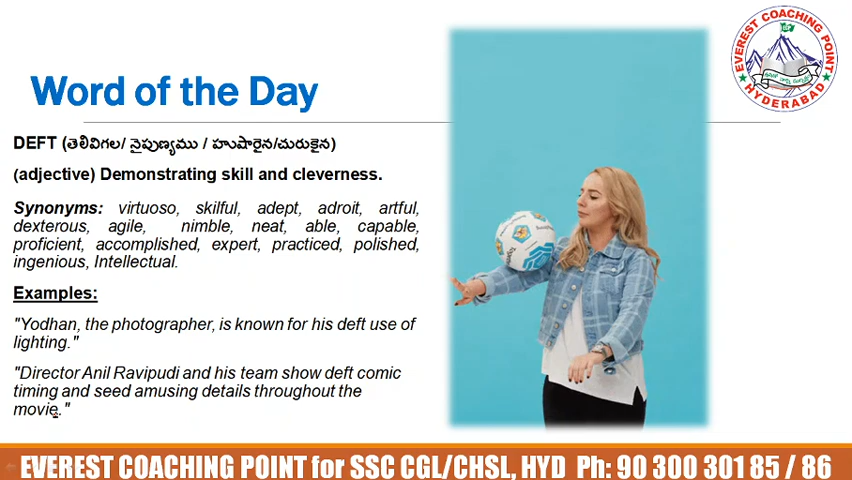 EVEREST COACHING POINT
HYDERABAD
Word of the Day
DEFT (తెలివిగల/ నైపుణ్యము / హుషారైన/చురుకైన)
(adjective) Demonstrating skill and cleverness.
Synonyms: virtuoso, skilful, adept, adroit, artful,
dexterous, agile, nimble, neat, able, capable,
proficient, accomplished, expert, practiced, polished,
ingenious, Intellectual.
Examples:
"Yodhan, the photographer, is known for his deft use of
lighting."
"Director Anil Ravipudi and his team show deft comic
timing and seed amusing details throughout the
movie."
EVEREST COACHING POINT for SSC CGL/CHSL, HYD Ph: 90 300 301 85 / 86